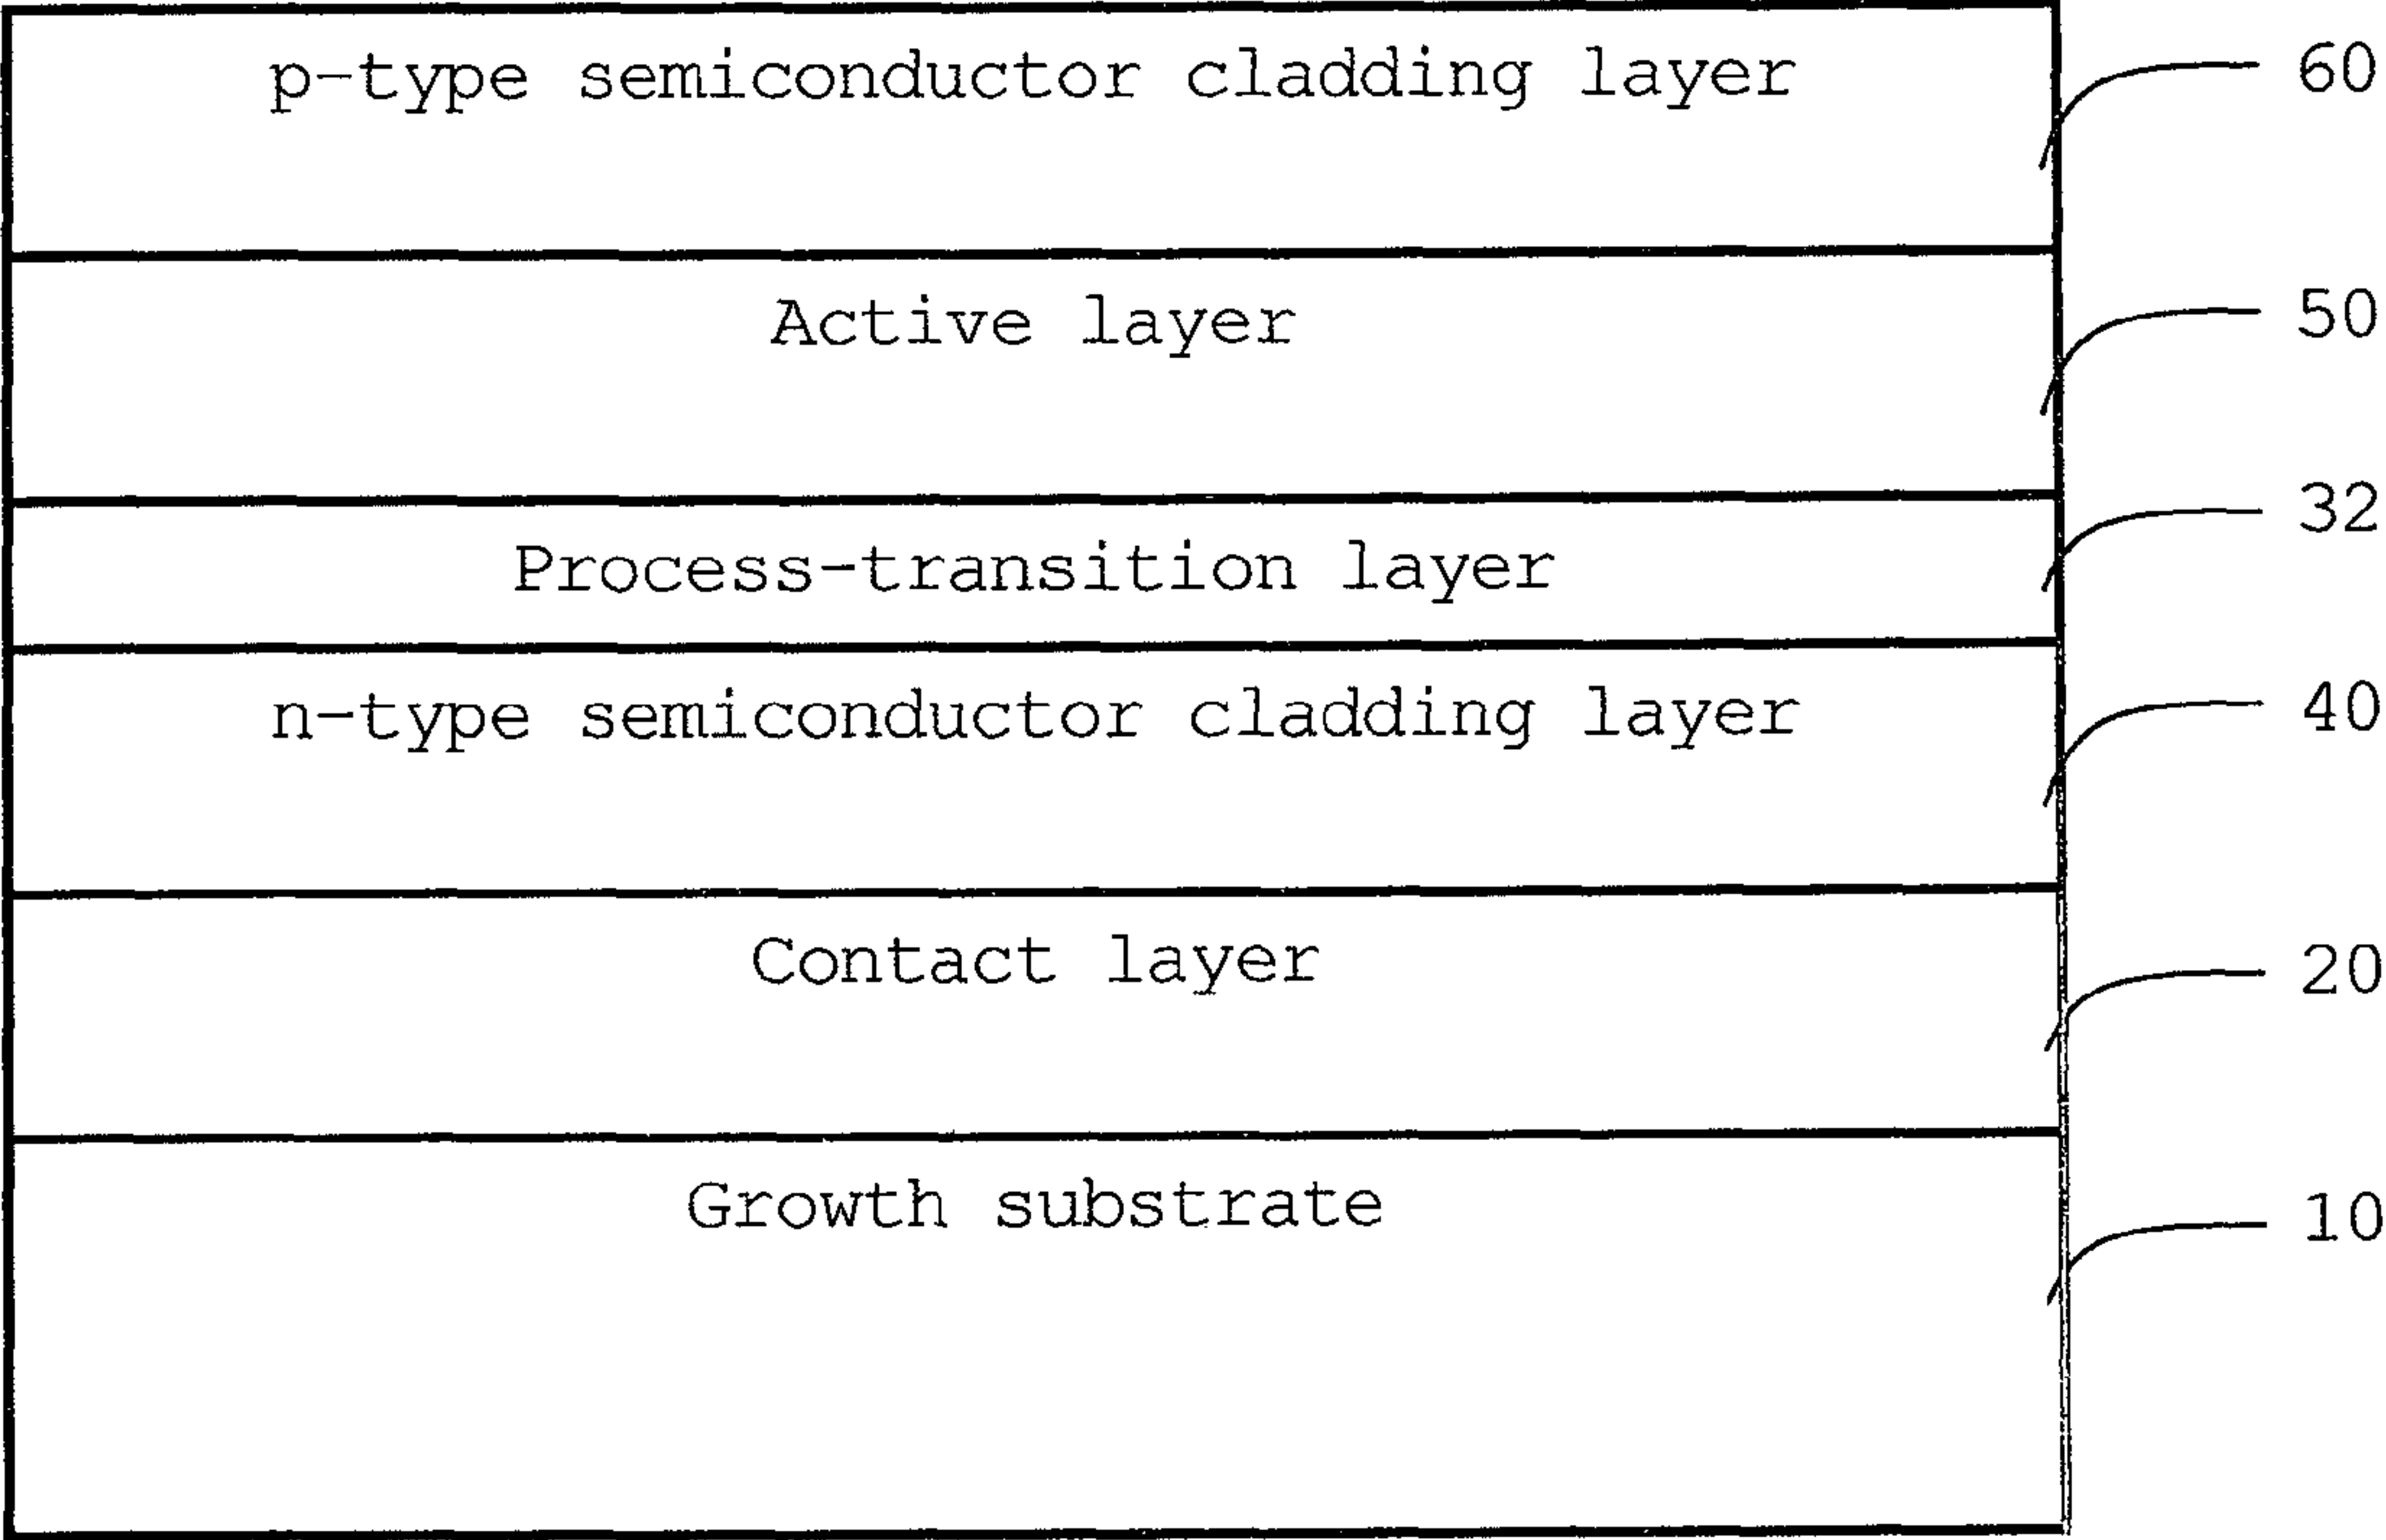 p-type semiconductor cladding layer 60
Active layer 50
Process-transition layer 32
n-type semiconductor cladding layer 40
Contact layer 20
Growth substrate 10